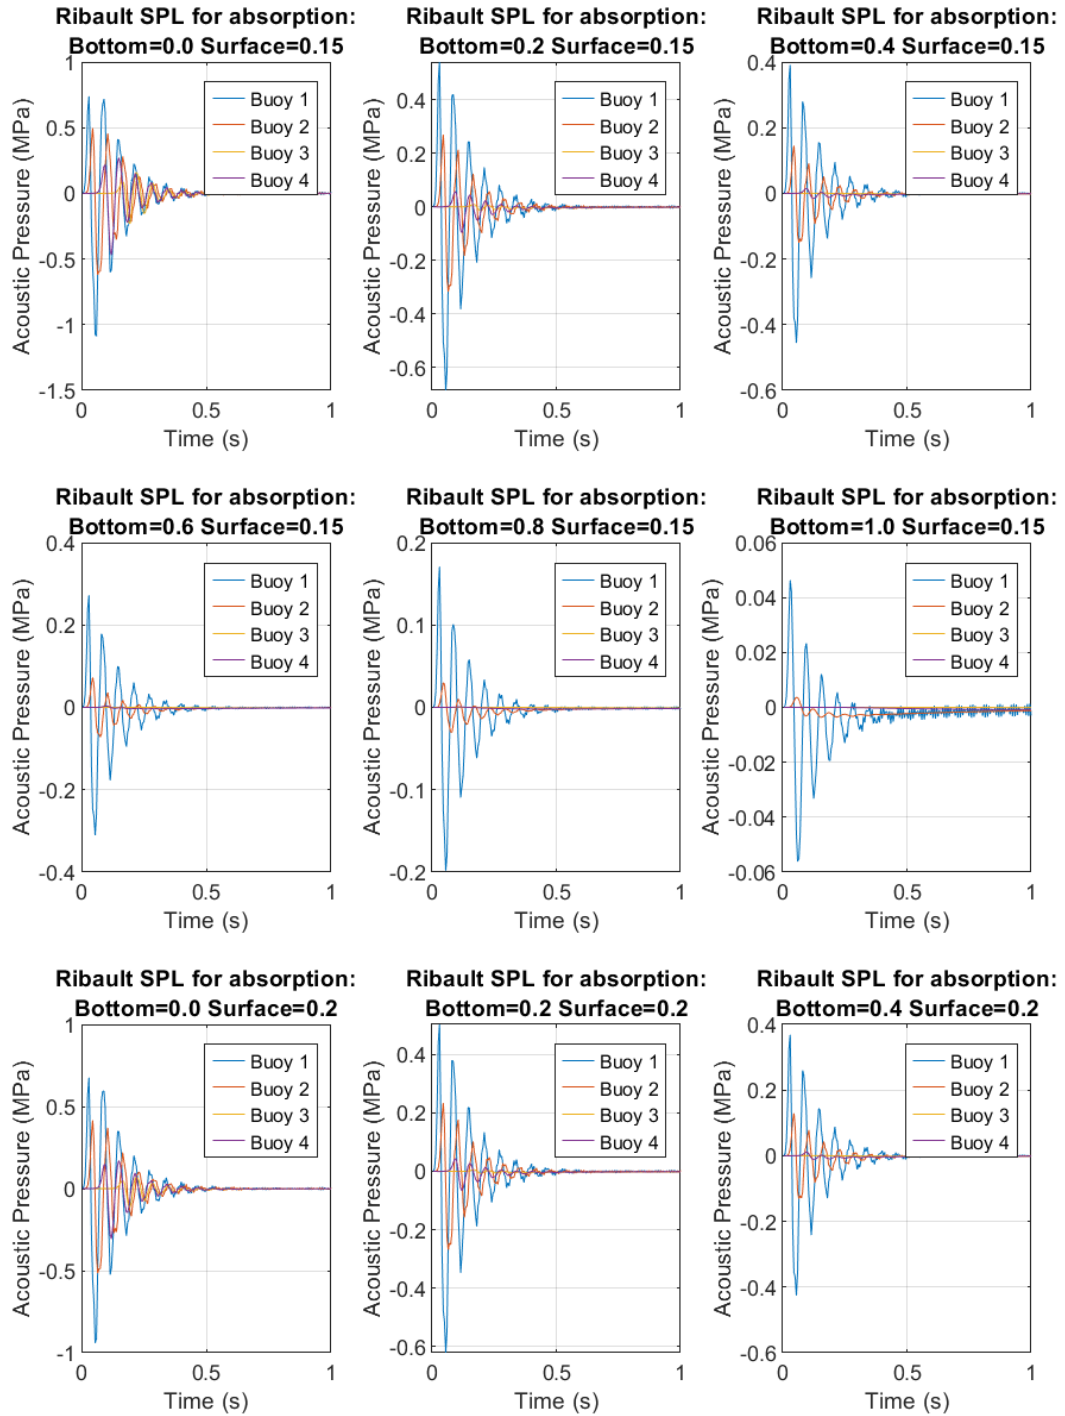 Ribault SPL for absorption:
Bottom=0.0 Surface=0.15
1
0.5
0
-0.5
-1
-1.5
Acoustic Pressure (MPa)
Buoy 1
Buoy 2
Buoy 3
Buoy 4
0
0.5
1
Time (s)
Ribault SPL for absorption:
Bottom=0.2 Surface=0.15
0.4
0.2
0
-0.2
-0.4
-0.6
Acoustic Pressure (MPa)
Buoy 1
Buoy 2
Buoy 3
Buoy 4
0
0.5
1
Time (s)
Ribault SPL for absorption:
Bottom=0.4 Surface=0.15
0.4
0.2
0
-0.2
-0.4
-0.6
Acoustic Pressure (MPa)
Buoy 1
Buoy 2
Buoy 3
Buoy 4
0
0.5
1
Time (s)
Ribault SPL for absorption:
Bottom=0.6 Surface=0.15
0.4
0.2
0
-0.2
-0.4
Acoustic Pressure (MPa)
Buoy 1
Buoy 2
Buoy 3
Buoy 4
0
0.5
1
Time (s)
Ribault SPL for absorption:
Bottom=0.8 Surface=0.15
0.2
0.1
0
-0.1
-0.2
Acoustic Pressure (MPa)
Buoy 1
Buoy 2
Buoy 3
Buoy 4
0
0.5
1
Time (s)
Ribault SPL for absorption:
Bottom=1.0 Surface=0.15
0.06
0.04
0.02
0
-0.02
-0.04
-0.06
Acoustic Pressure (MPa)
Buoy 1
Buoy 2
Buoy 3
Buoy 4
0
0.5
1
Time (s)
Ribault SPL for absorption:
Bottom=0.0 Surface=0.2
1
0.5
0
-0.5
-1
Acoustic Pressure (MPa)
Buoy 1
Buoy 2
Buoy 3
Buoy 4
0
0.5
1
Time (s)
Ribault SPL for absorption:
Bottom=0.2 Surface=0.2
0.4
0.2
0
-0.2
-0.4
-0.6
Acoustic Pressure (MPa)
Buoy 1
Buoy 2
Buoy 3
Buoy 4
0
0.5
1
Time (s)
Ribault SPL for absorption:
Bottom=0.4 Surface=0.2
0.4
0.2
0
-0.2
-0.4
-0.6
Acoustic Pressure (MPa)
Buoy 1
Buoy 2
Buoy 3
Buoy 4
0
0.5
1
Time (s)